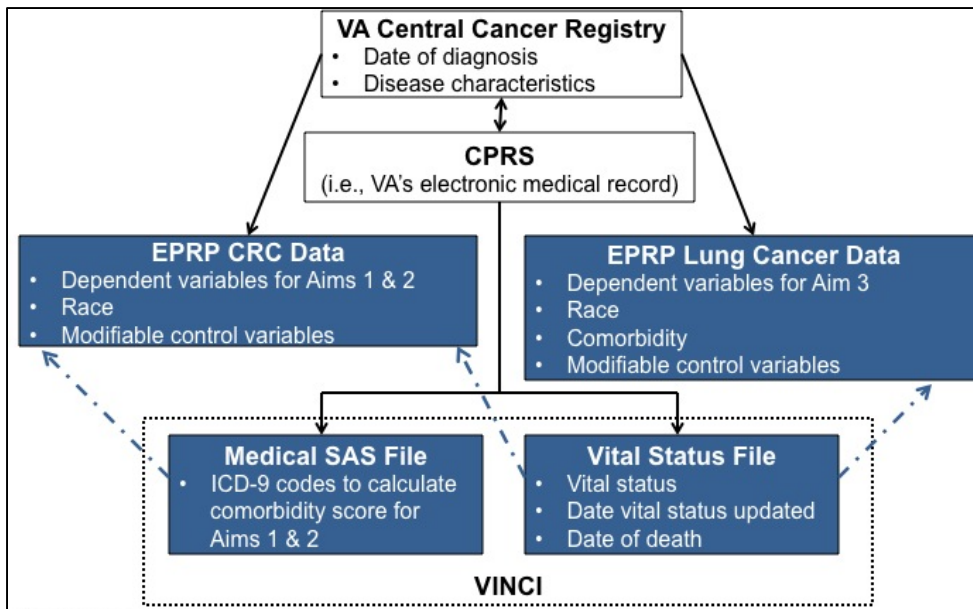 VA Central Cancer Registry
• Date of diagnosis
• Disease characteristics
CPRS
(i.e., VA's electronic medical record)
EPRP CRC Data
• Dependent variables for Aims 1 & 2
• Race
• Modifiable control variables
EPRP Lung Cancer Data
• Dependent variables for Aim 3
• Race
• Comorbidity
• Modifiable control variables
Medical SAS File
• ICD-9 codes to calculate
comorbidity score for
Aims 1 & 2
Vital Status File
• Vital status
• Date vital status updated
• Date of death
VINCI